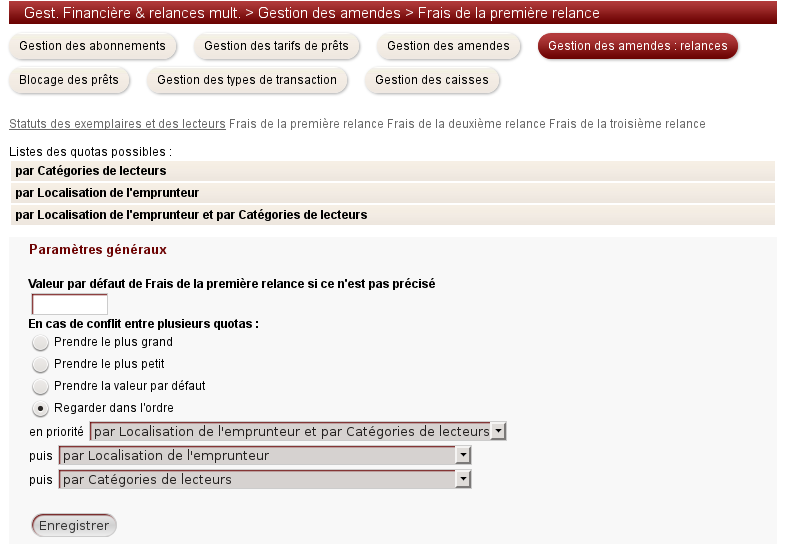 Gest. Financière & relances mult. > Gestion des amendes > Frais de la première relance
Gestion des abonnements Gestion des tarifs de prêts Gestion des amendes Gestion des amendes : relances
Blocage des prêts Gestion des types de transaction Gestion des caisses
Statuts des exemplaires et des lecteurs Frais de la première relance Frais de la deuxième relance Frais de la troisième relance
Listes des quotas possibles :
par Catégories de lecteurs
par Localisation de l'emprunteur
par Localisation de l'emprunteur et par Catégories de lecteurs
Paramètres généraux
Valeur par défaut de Frais de la première relance si ce n'est pas précisé
En cas de conflit entre plusieurs quotas :
Prendre le plus grand
Prendre le plus petit
Prendre la valeur par défaut
Regarder dans l'ordre
en priorité par Localisation de l'emprunteur et par Catégories de lecteurs
puis par Localisation de l'emprunteur
puis par Catégories de lecteurs
Enregistrer